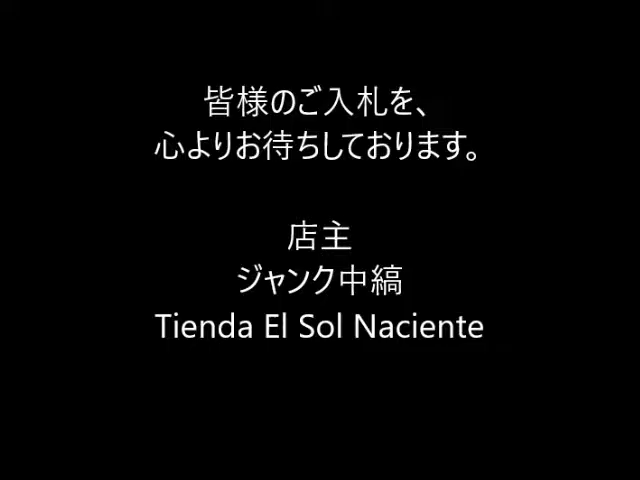 皆様のご入札を、
心よりお待ちしております。
店主
ジャンク中縞
Tienda El Sol Naciente